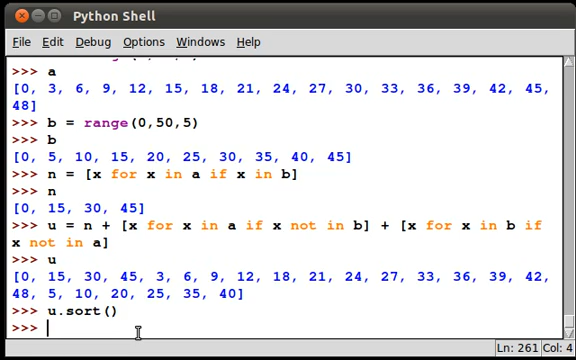 Python Shell
File Edit Debug Options Windows Help
>>> a
[0, 3, 6, 9, 12, 15, 18, 21, 24, 27, 30, 33, 36, 39, 42, 45,
48]
>>> b = range(0,50,5)
>>> b
[0, 5, 10, 15, 20, 25, 30, 35, 40, 45]
>>> n = [x for x in a if x in b]
>>> n
[0, 15, 30, 45]
>>> u = n + [x for x in a if x not in b] + [x for x in b if
x not in a]
>>> u
[0, 15, 30, 45, 3, 6, 9, 12, 18, 21, 24, 27, 33, 36, 39, 42,
48, 5, 10, 20, 25, 35, 40]
>>> u.sort()
>>>
Ln: 261 Col: 4